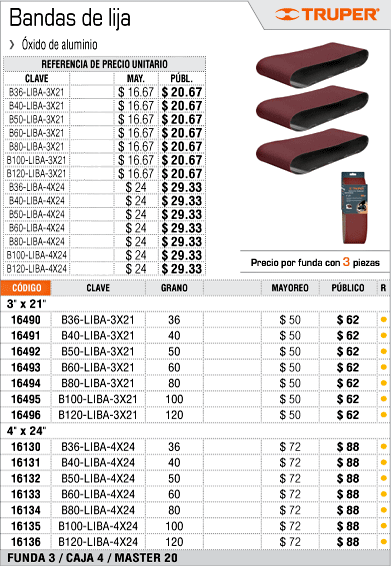 Bandas de lija
TRUPER
Óxido de aluminio
REFERENCIA DE PRECIO UNITARIO
CLAVE MAY. PÚBL.
B36-LIBA-3X21 $ 16.67 $ 20.67
B40-LIBA-3X21 $ 16.67 $ 20.67
B50-LIBA-3X21 $ 16.67 $ 20.67
B60-LIBA-3X21 $ 16.67 $ 20.67
B80-LIBA-3X21 $ 16.67 $ 20.67
B100-LIBA-3X21 $ 16.67 $ 20.67
B120-LIBA-3X21 $ 16.67 $ 20.67
B36-LIBA-4X24 $ 24 $ 29.33
B40-LIBA-4X24 $ 24 $ 29.33
B50-LIBA-4X24 $ 24 $ 29.33
B60-LIBA-4X24 $ 24 $ 29.33
B80-LIBA-4X24 $ 24 $ 29.33
B100-LIBA-4X24 $ 24 $ 29.33
B120-LIBA-4X24 $ 24 $ 29.33
TRUPER
Precio por funda con 3 piezas
CÓDIGO CLAVE GRANO MAYOREO PÚBLICO R
3" x 21"
16490 B36-LIBA-3X21 36 $ 50 $ 62
16491 B40-LIBA-3X21 40 $ 50 $ 62
16492 B50-LIBA-3X21 50 $ 50 $ 62
16493 B60-LIBA-3X21 60 $ 50 $ 62
16494 B80-LIBA-3X21 80 $ 50 $ 62
16495 B100-LIBA-3X21 100 $ 50 $ 62
16496 B120-LIBA-3X21 120 $ 50 $ 62
4" x 24"
16130 B36-LIBA-4X24 36 $ 72 $ 88
16131 B40-LIBA-4X24 40 $ 72 $ 88
16132 B50-LIBA-4X24 50 $ 72 $ 88
16133 B60-LIBA-4X24 60 $ 72 $ 88
16134 B80-LIBA-4X24 80 $ 72 $ 88
16135 B100-LIBA-4X24 100 $ 72 $ 88
16136 B120-LIBA-4X24 120 $ 72 $ 88
FUNDA 3 / CAJA 4 / MASTER 20